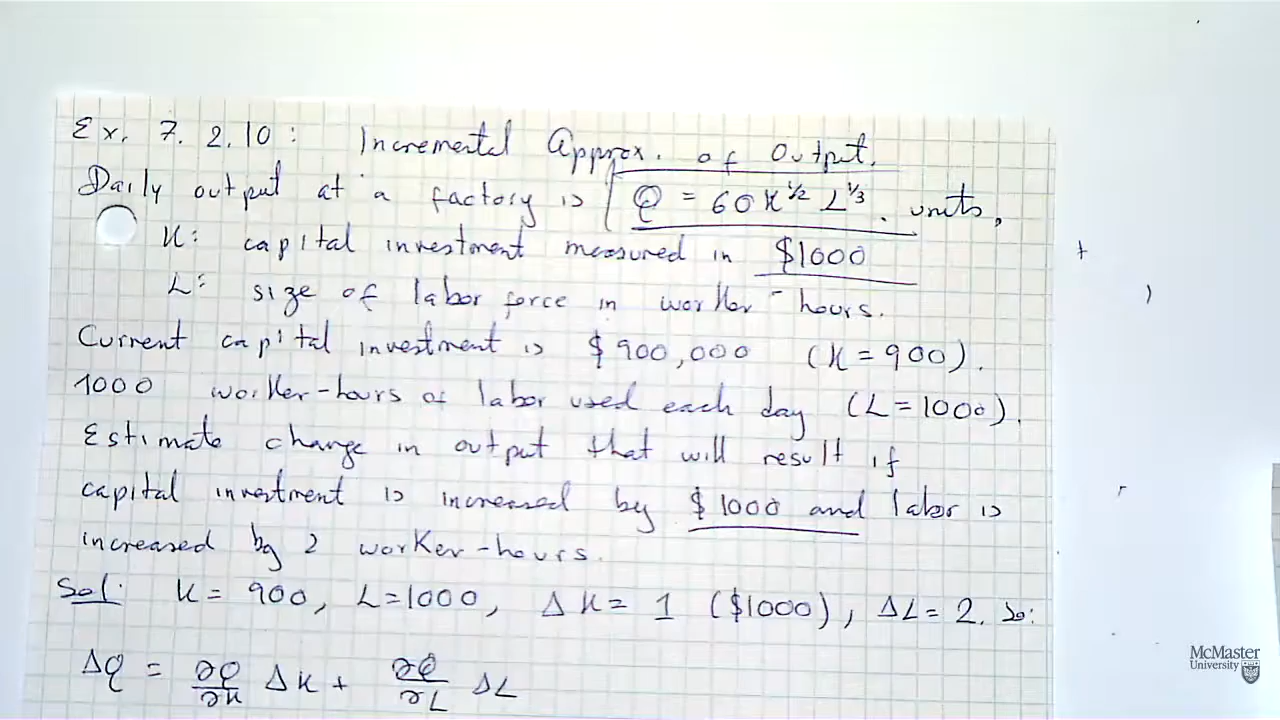 Ex. 7.2.10: Incremental Approx. of Output.
Daily output at a factory is Q = 60 K^{1/2} L^{1/3}. units,
K: capital investment measured in $1000
L: size of labor force in worker-hours.
Current capital investment is $900,000 (K = 900).
1000 worker-hours of labor used each day (L=1000).
Estimate change in output that will result if
capital investment is increased by $1000 and labor is
increased by 2 worker-hours.
Sol: K = 900, L=1000, ΔK = 1 ($1000), ΔL = 2. So:
ΔQ = ∂Q/∂K ΔK + ∂Q/∂L ΔL
McMaster
University